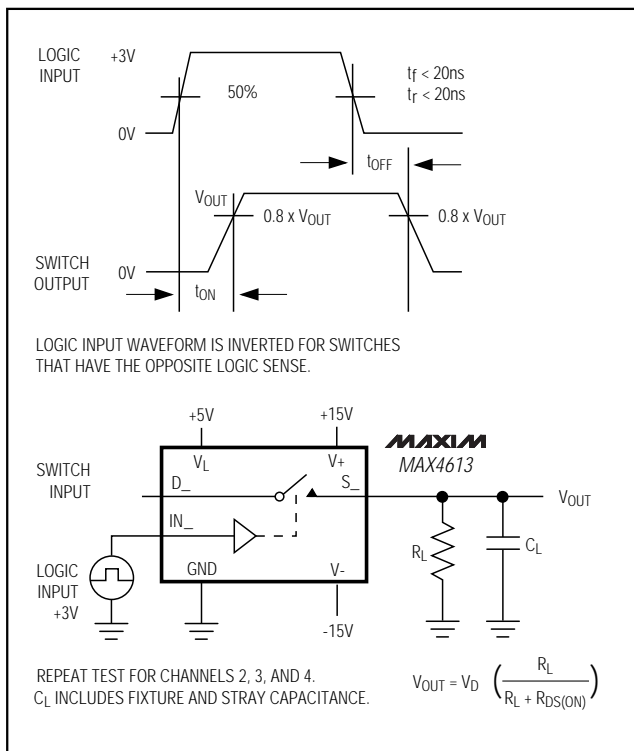 LOGIC
INPUT
+3V
0V
50%
tf < 20ns
tr < 20ns
tOFF
VOUT
0.8 x VOUT
0.8 x VOUT
SWITCH
OUTPUT
0V
tON
LOGIC INPUT WAVEFORM IS INVERTED FOR SWITCHES
THAT HAVE THE OPPOSITE LOGIC SENSE.
+5V
+15V
MAXIM
MAX4613
VL
V+
SWITCH
INPUT
D_
S_
VOUT
IN_
RL
CL
LOGIC
INPUT
+3V
GND
V-
-15V
REPEAT TEST FOR CHANNELS 2, 3, AND 4.
CL INCLUDES FIXTURE AND STRAY CAPACITANCE.
VOUT = VD ( RL / RL + RDS(ON) )